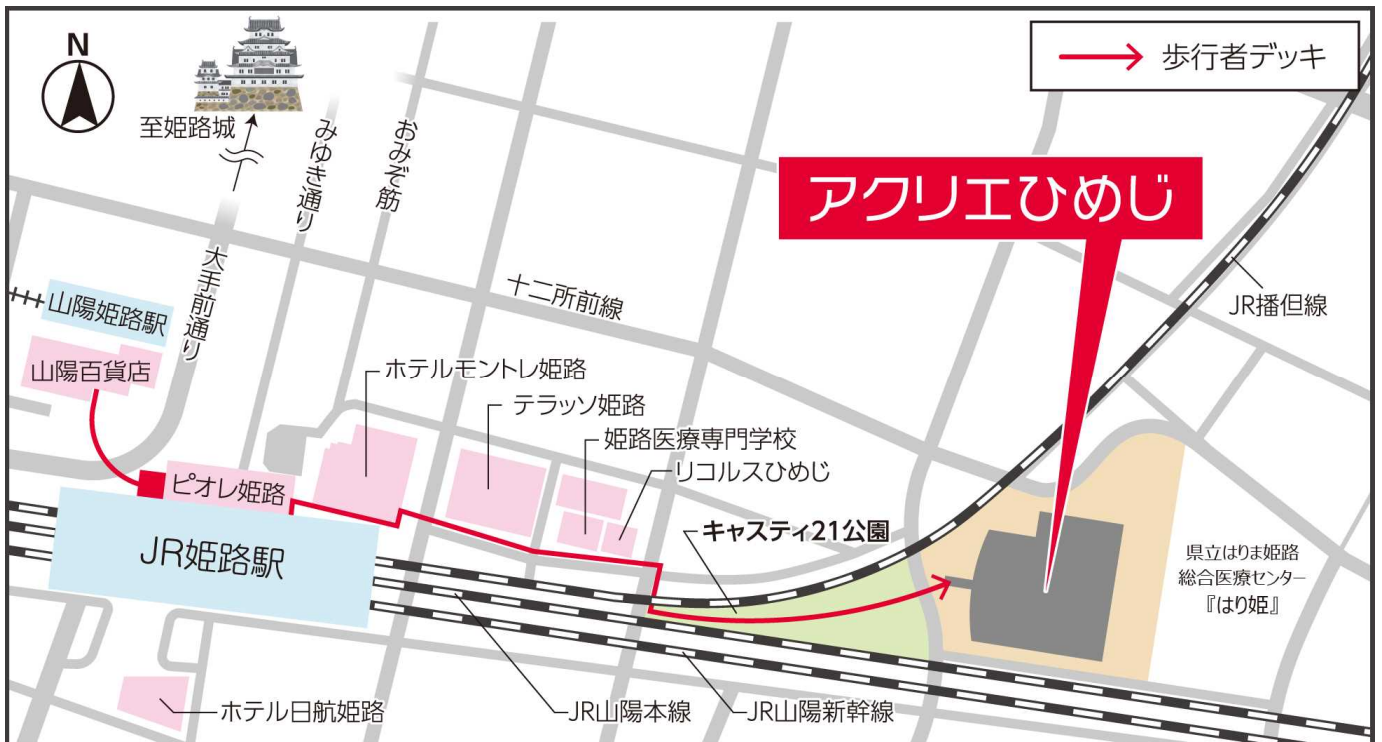 N
歩行者デッキ
至姫路城
みゆき通り
おみぞ筋
アクリエひめじ
大手前通り
十二所前線
JR播但線
山陽姫路駅
山陽百貨店
ホテルモントレ姫路
テラッソ姫路
姫路医療専門学校
リコルスひめじ
ピオレ姫路
キャスティ21公園
JR姫路駅
県立はりま姫路
総合医療センター
『はり姫』
ホテル日航姫路
JR山陽本線
JR山陽新幹線